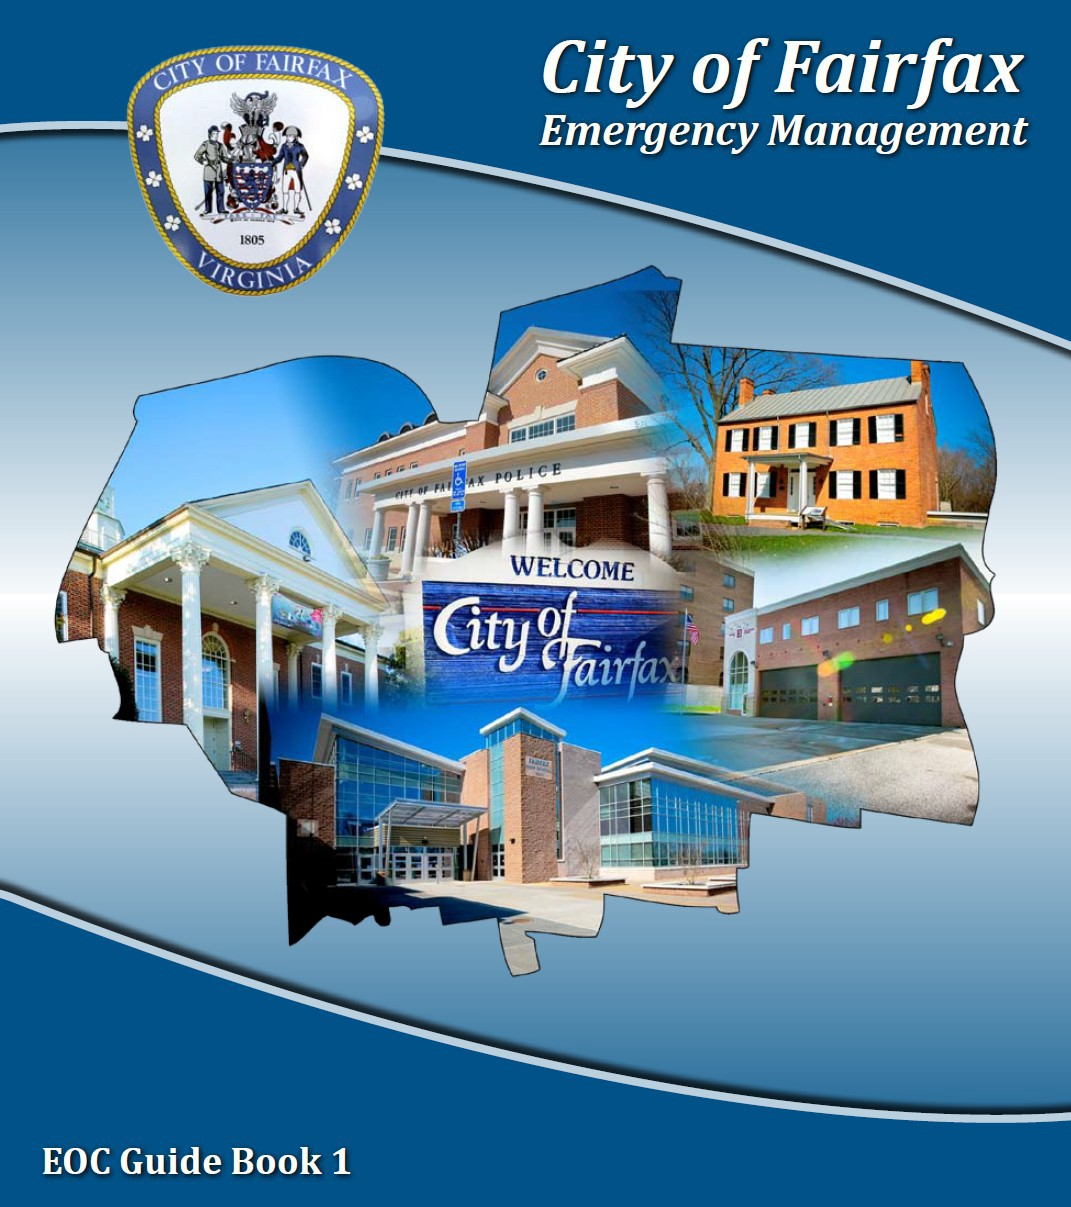 City of Fairfax
Emergency Management
CITY OF FAIRFAX
1805
VIRGINIA
CITY OF FAIRFAX POLICE
WELCOME
City of
Fairfax
FAIRFAX
EOC Guide Book 1